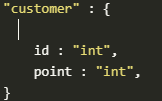 "customer" : {
id : "int",
point : "int",
}